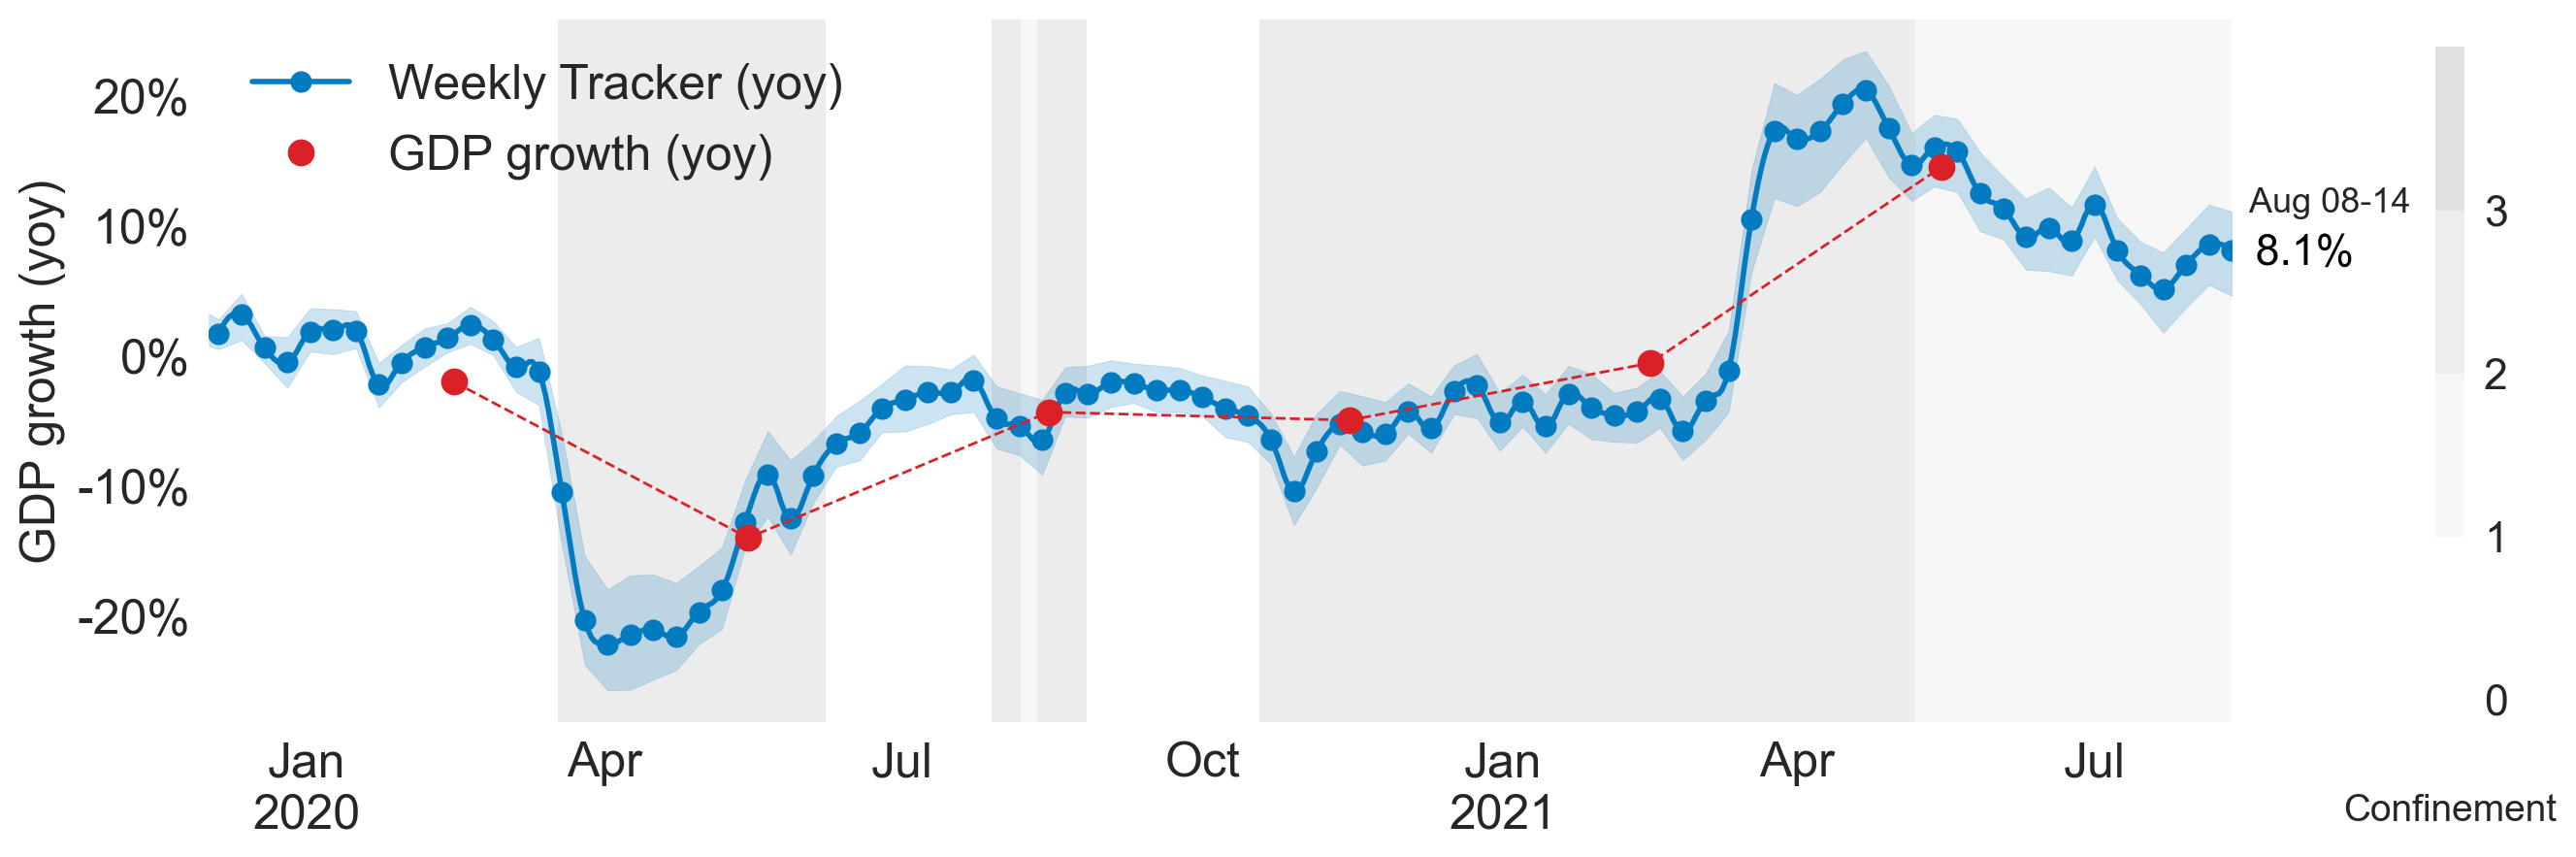 Weekly Tracker (yoy)
GDP growth (yoy)
GDP growth (yoy)
20%
10%
0%
-10%
-20%
Jan
2020
Apr
Jul
Oct
Jan
2021
Apr
Jul
Aug 08-14
8.1%
3
2
1
0
Confinement